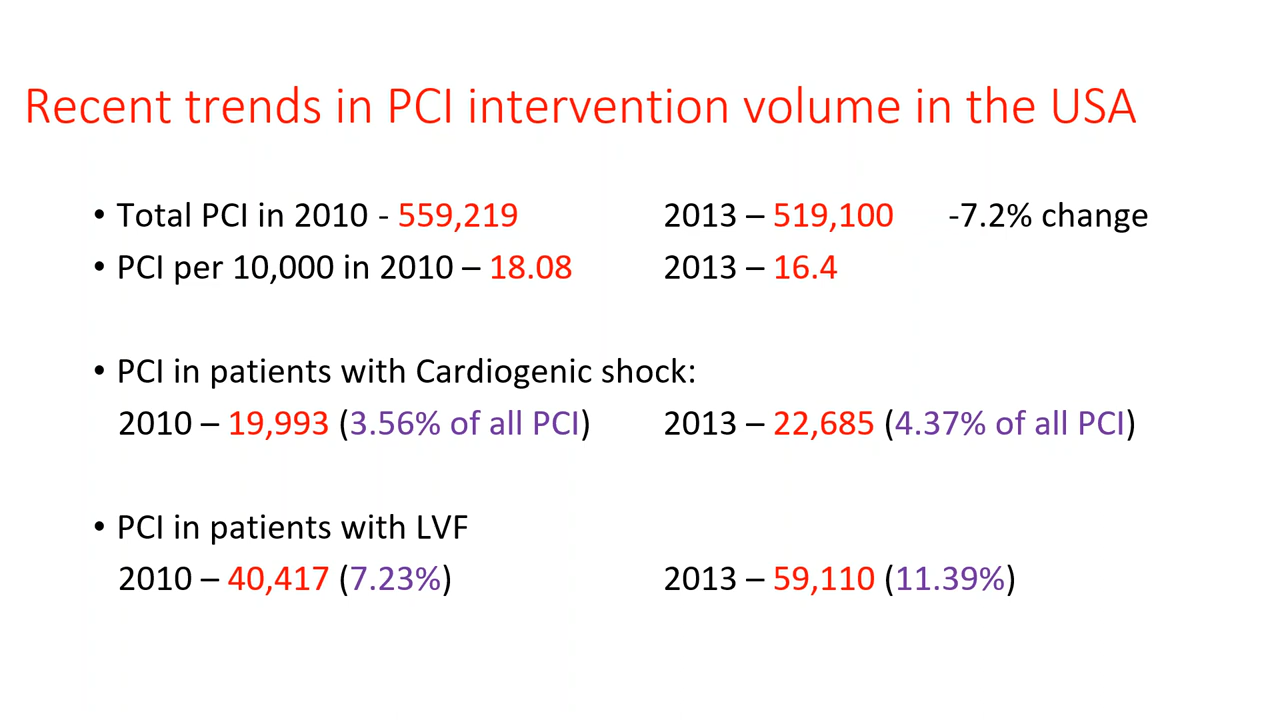 Recent trends in PCI intervention volume in the USA
• Total PCI in 2010 - 559,219 2013 – 519,100 -7.2% change
• PCI per 10,000 in 2010 – 18.08 2013 – 16.4
• PCI in patients with Cardiogenic shock:
2010 – 19,993 (3.56% of all PCI) 2013 – 22,685 (4.37% of all PCI)
• PCI in patients with LVF
2010 – 40,417 (7.23%) 2013 – 59,110 (11.39%)